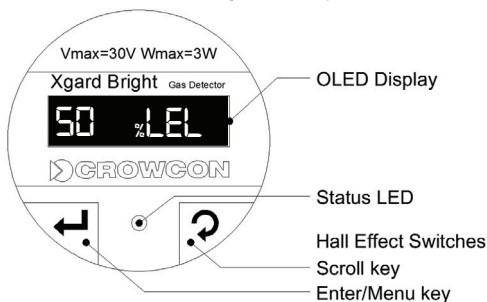 Vmax=30V Wmax=3W
Xgard Bright Gas Detector
50 %LEL
CROWCON
OLED Display
Status LED
Hall Effect Switches
Scroll key
Enter/Menu key